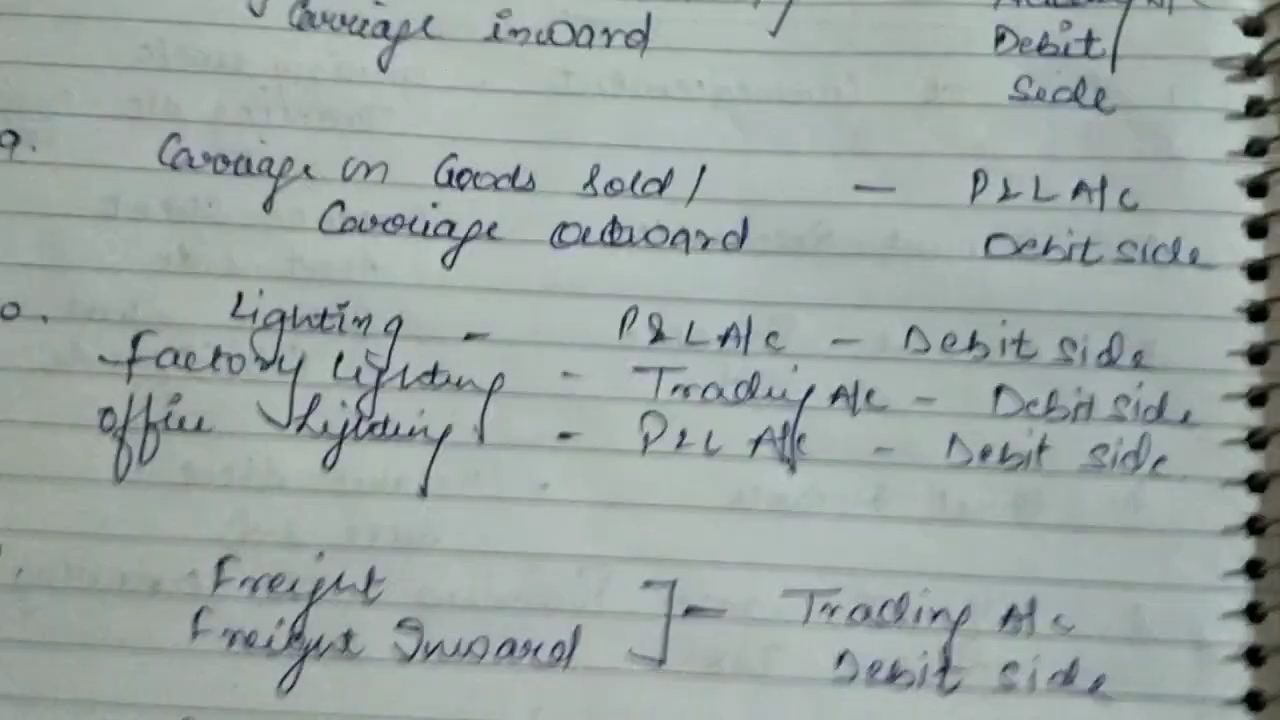 Carriage inward
Debit
Side
9. Carriage on Goods Sold / — P&L A/c
Carriage outward Debit side
0. Lighting - P&L A/c - Debit side
factory Lighting - Trading A/c - Debit side
office Lighting - P&L A/c - Debit side
Freight ]- Trading A/c
Freight Inward Debit side